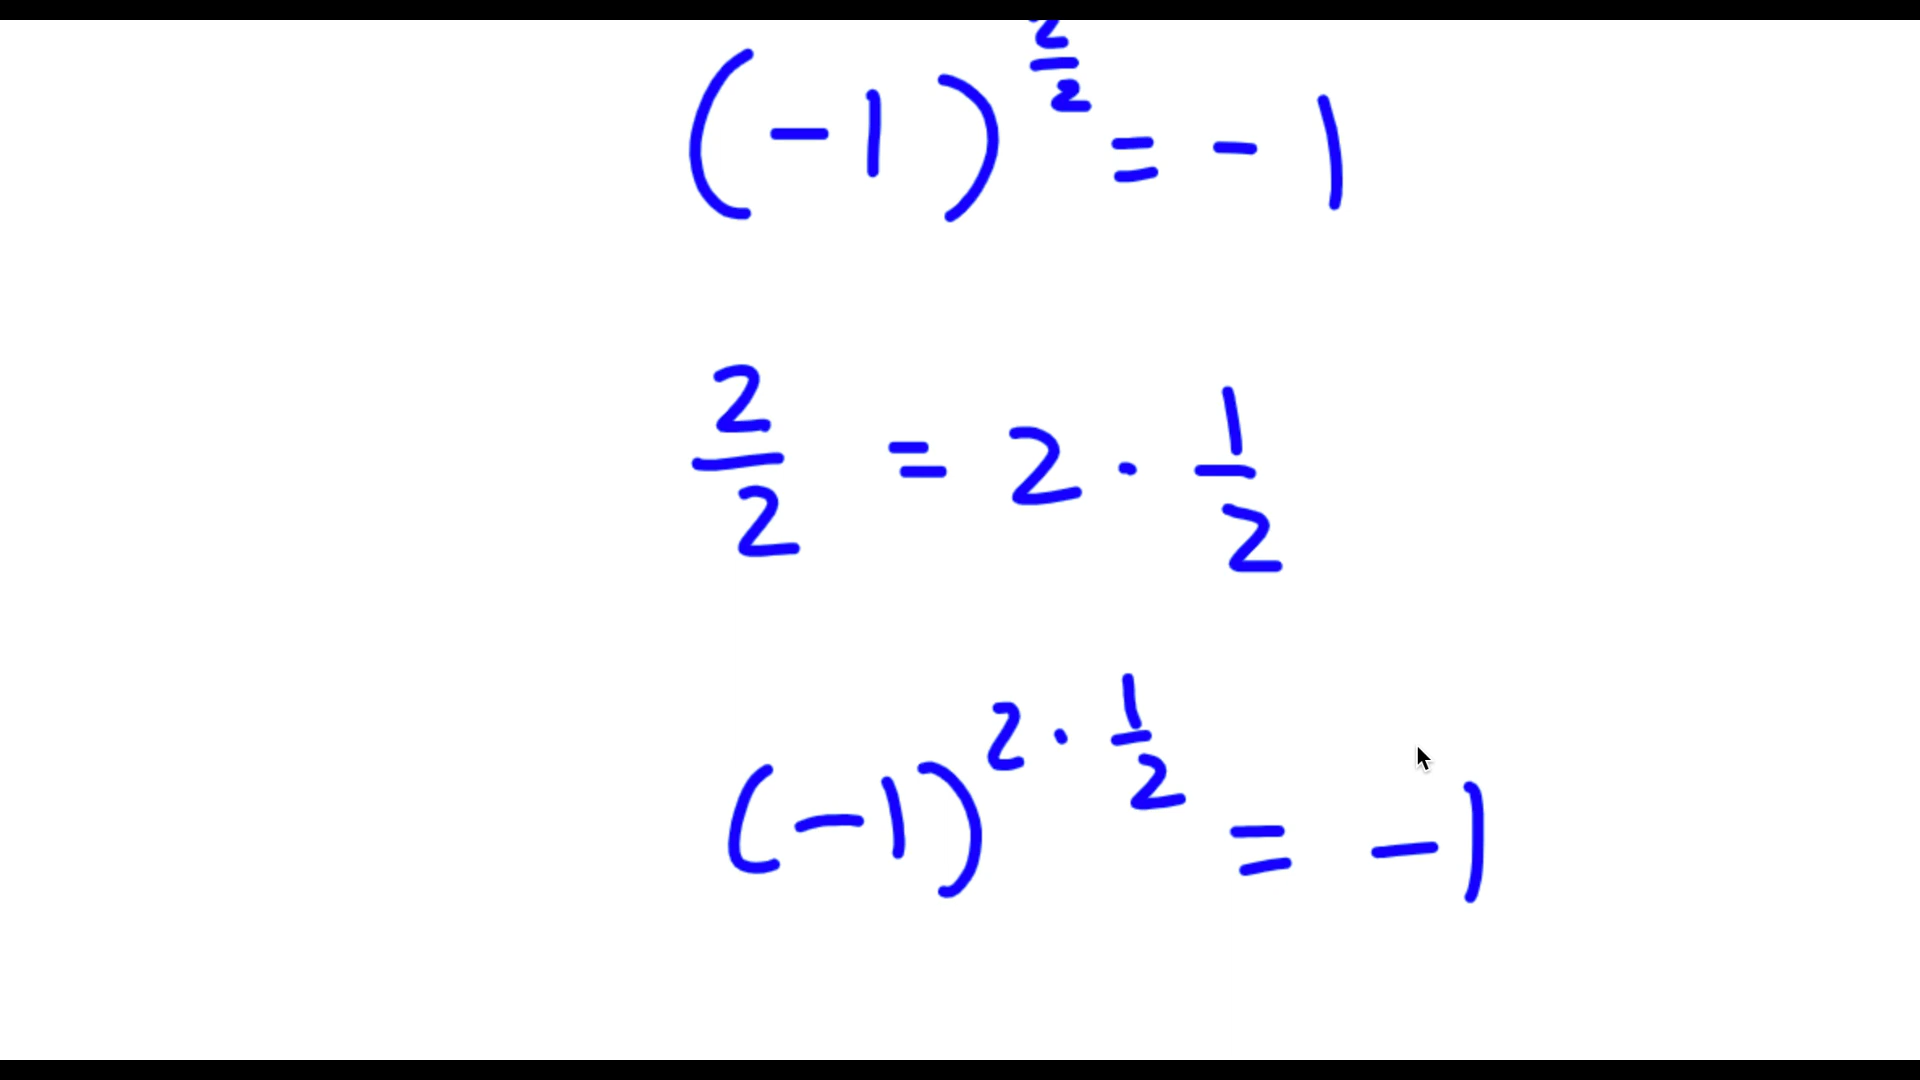 (-1)^{2/2} = -1
2/2 = 2 · 1/2
(-1)^{2 · 1/2} = -1